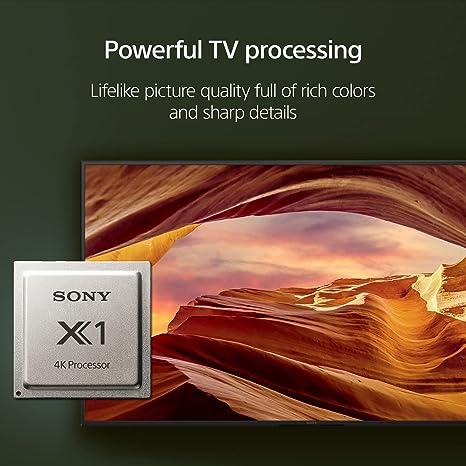 Powerful TV processing
Lifelike picture quality full of rich colors
and sharp details
SONY
X1
4K Processor